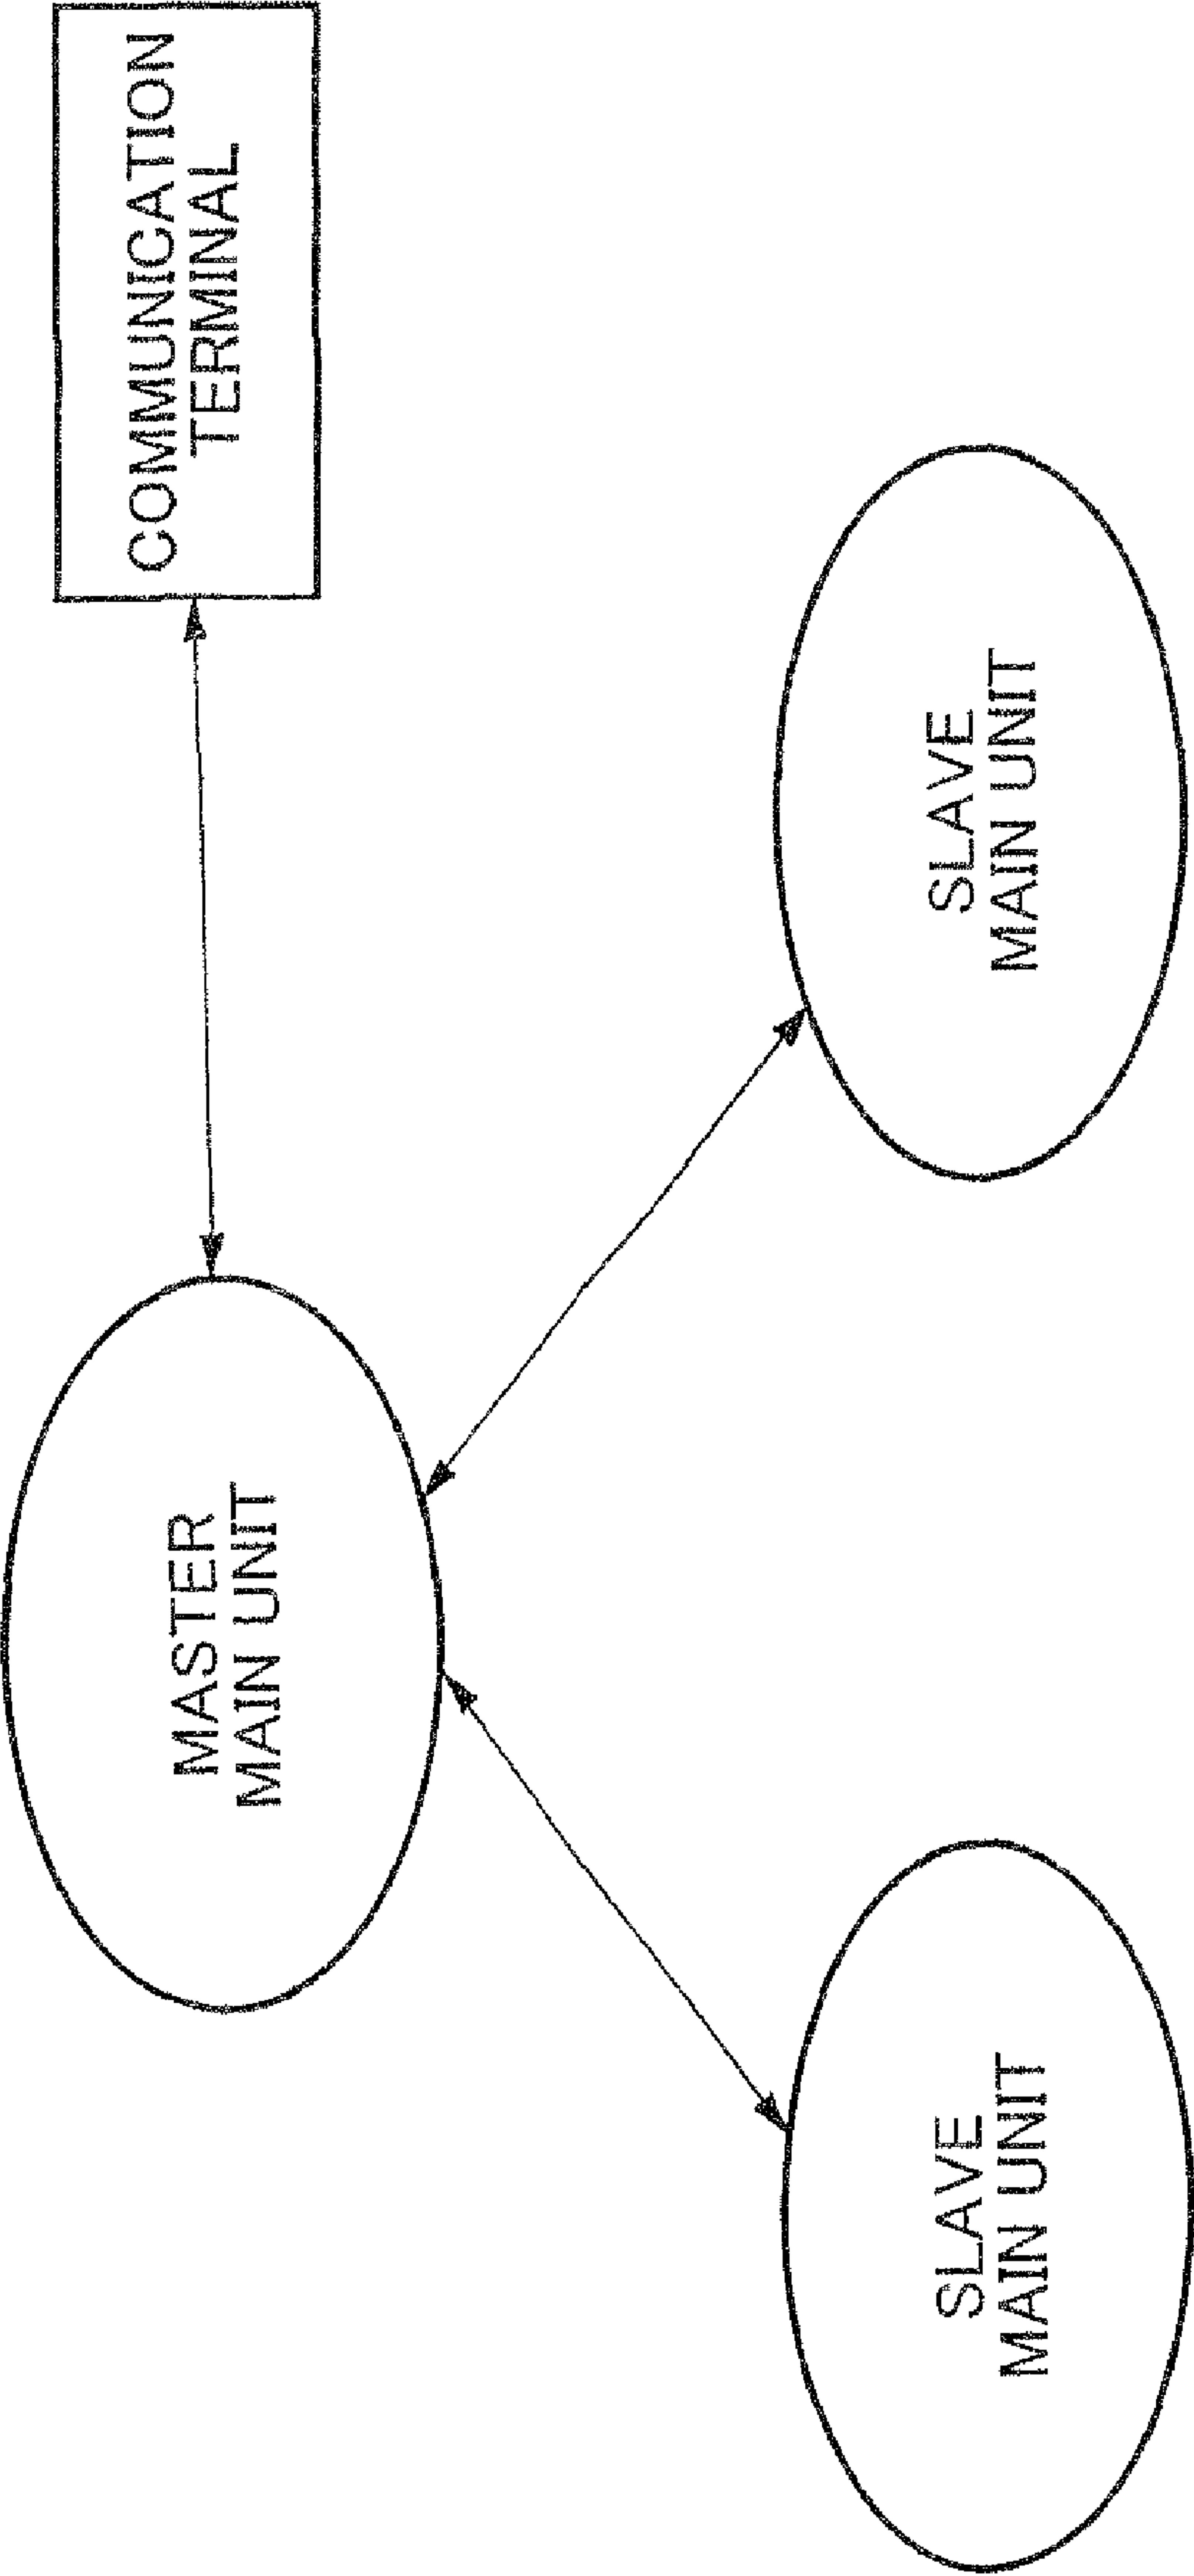 COMMUNICATION
TERMINAL
MASTER
MAIN UNIT
SLAVE
MAIN UNIT
SLAVE
MAIN UNIT